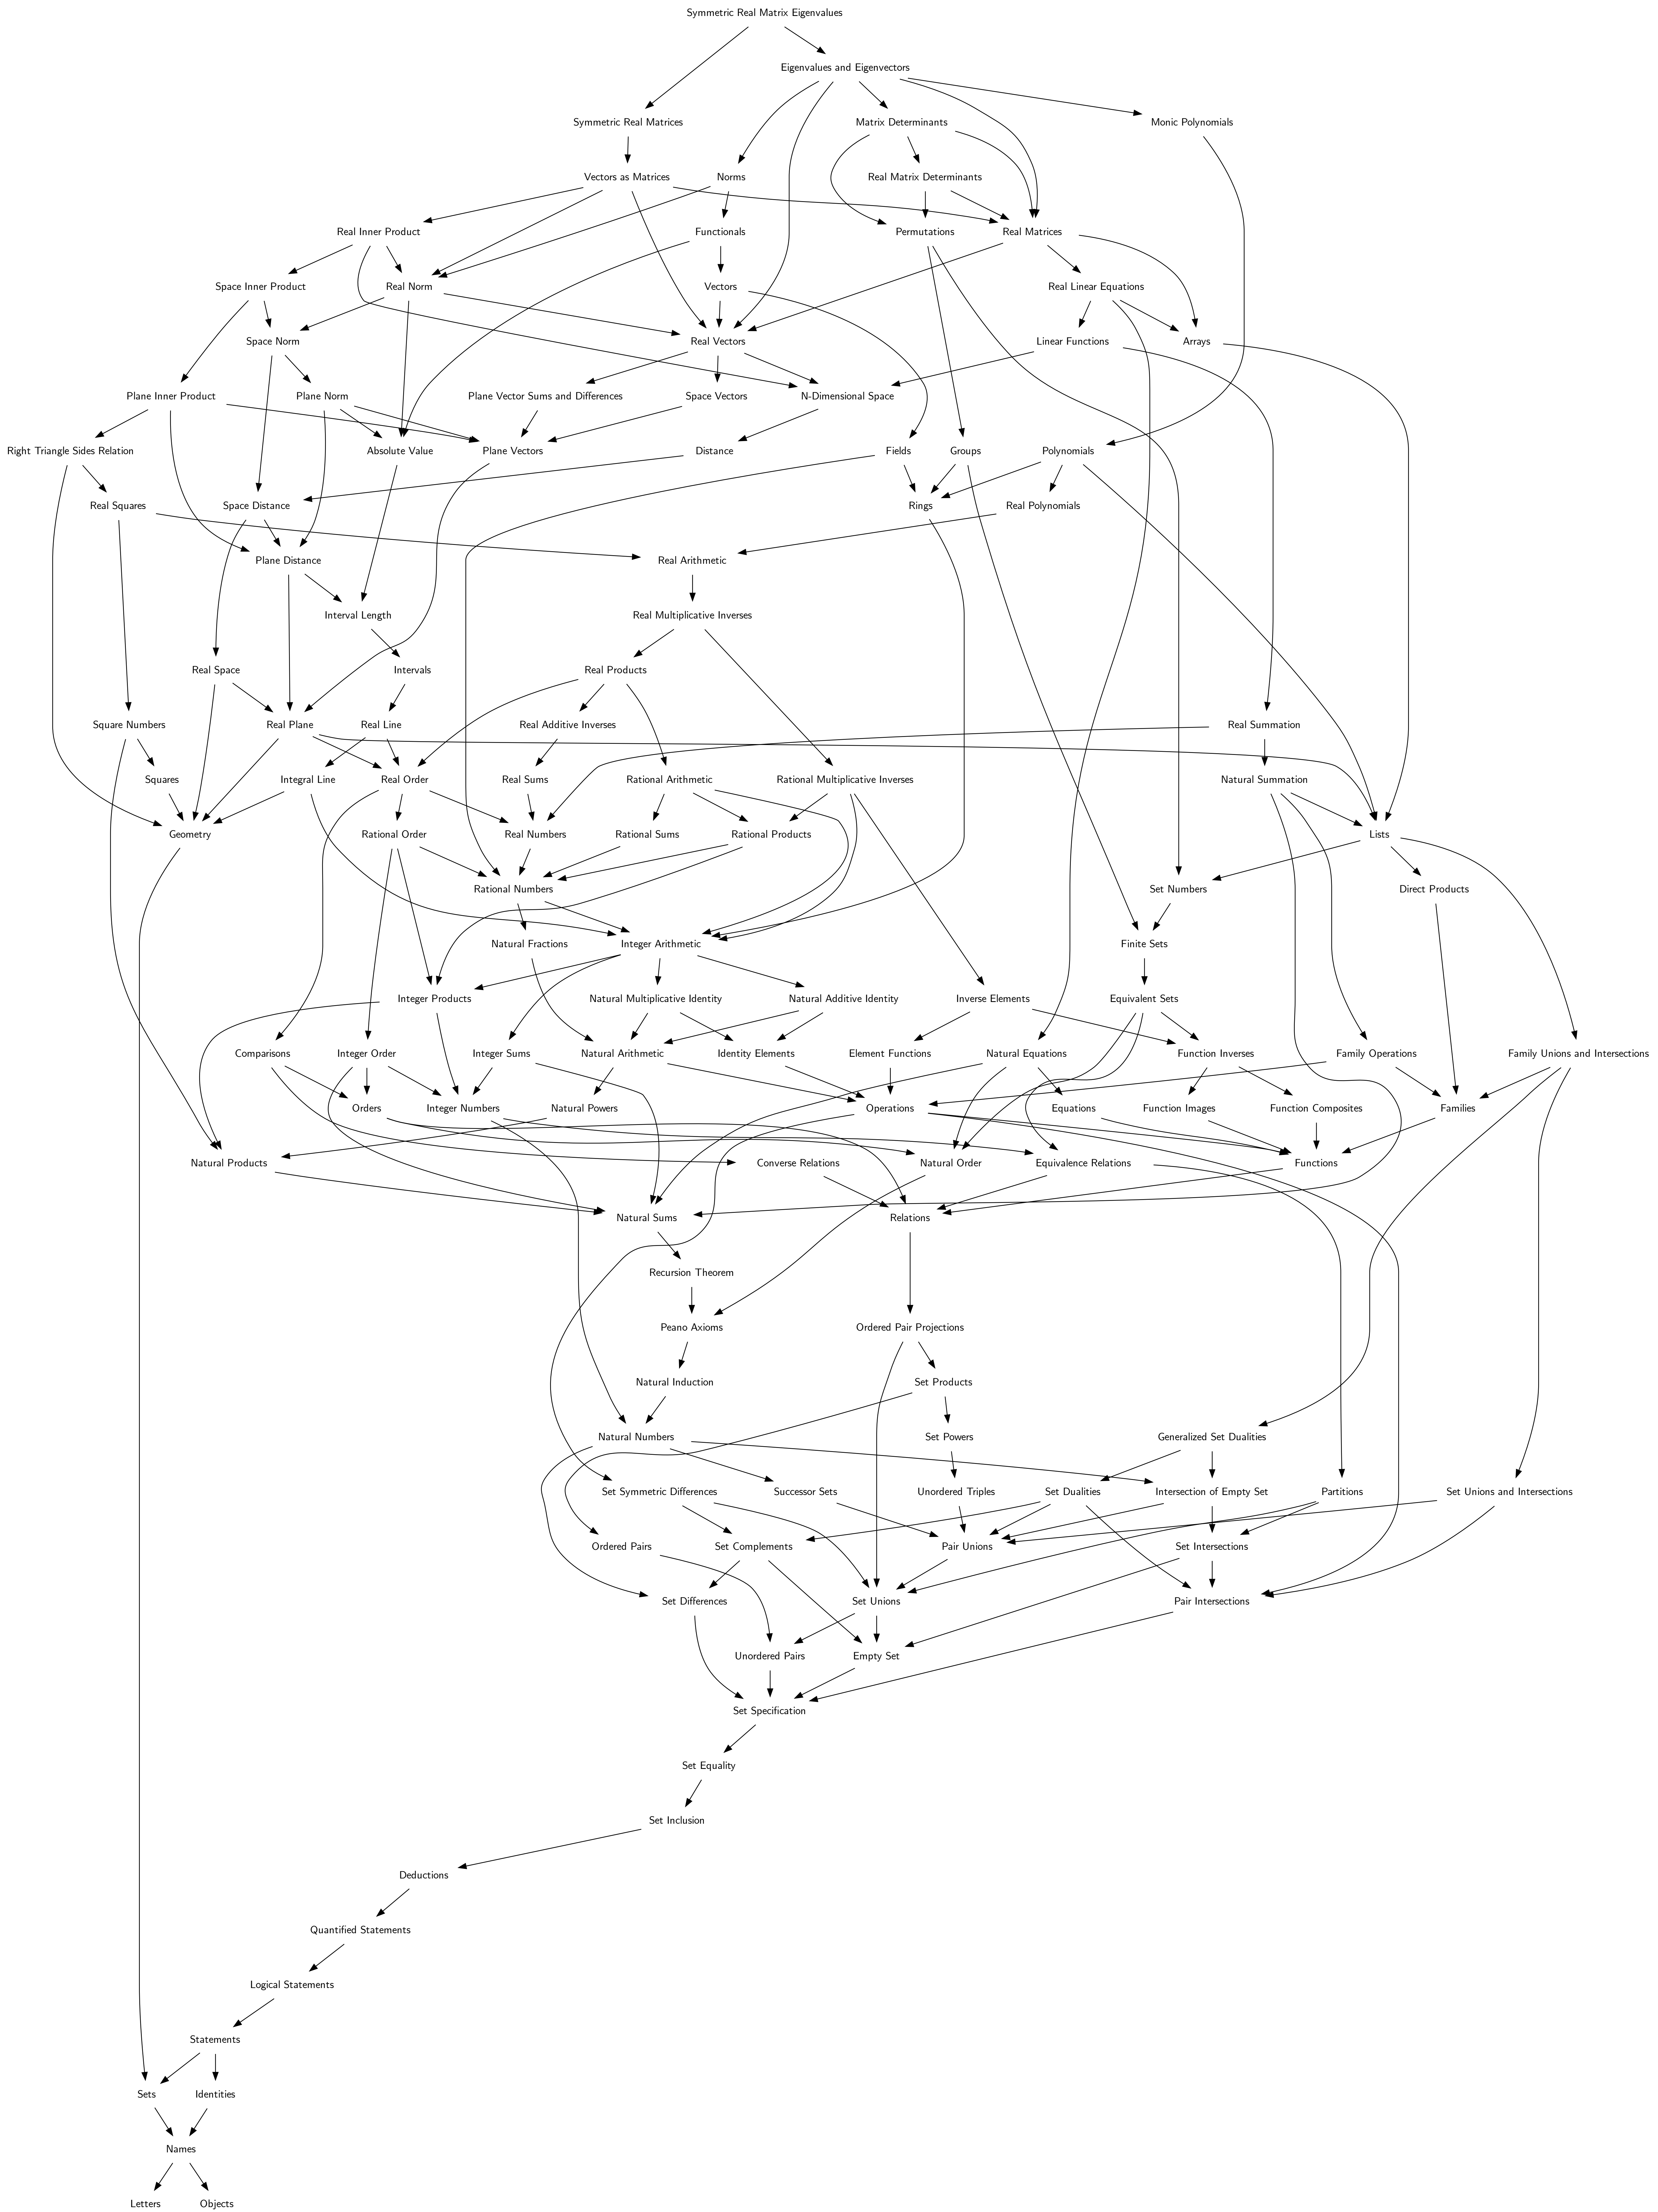 Symmetric Real Matrix Eigenvalues
Eigenvalues and Eigenvectors
Symmetric Real Matrices
Matrix Determinants
Monic Polynomials
Vectors as Matrices
Norms
Real Matrix Determinants
Real Inner Product
Functionals
Permutations
Real Matrices
Space Inner Product
Real Norm
Vectors
Real Linear Equations
Space Norm
Real Vectors
Linear Functions
Arrays
Plane Inner Product
Plane Norm
Plane Vector Sums and Differences
Space Vectors
N-Dimensional Space
Right Triangle Sides Relation
Absolute Value
Plane Vectors
Distance
Fields
Groups
Polynomials
Real Squares
Space Distance
Rings
Real Polynomials
Plane Distance
Real Arithmetic
Interval Length
Real Multiplicative Inverses
Real Space
Intervals
Real Products
Square Numbers
Real Plane
Real Line
Real Additive Inverses
Real Summation
Squares
Integral Line
Real Order
Real Sums
Rational Arithmetic
Rational Multiplicative Inverses
Natural Summation
Geometry
Rational Order
Real Numbers
Rational Sums
Rational Products
Lists
Rational Numbers
Set Numbers
Direct Products
Natural Fractions
Integer Arithmetic
Finite Sets
Integer Products
Natural Multiplicative Identity
Natural Additive Identity
Inverse Elements
Equivalent Sets
Comparisons
Integer Order
Integer Sums
Natural Arithmetic
Identity Elements
Element Functions
Natural Equations
Function Inverses
Family Operations
Family Unions and Intersections
Orders
Integer Numbers
Natural Powers
Operations
Equations
Function Images
Function Composites
Families
Natural Products
Converse Relations
Natural Order
Equivalence Relations
Functions
Natural Sums
Relations
Recursion Theorem
Peano Axioms
Ordered Pair Projections
Natural Induction
Set Products
Natural Numbers
Set Powers
Generalized Set Dualities
Set Symmetric Differences
Successor Sets
Unordered Triples
Set Dualities
Intersection of Empty Set
Partitions
Set Unions and Intersections
Ordered Pairs
Set Complements
Pair Unions
Set Intersections
Set Differences
Set Unions
Pair Intersections
Unordered Pairs
Empty Set
Set Specification
Set Equality
Set Inclusion
Deductions
Quantified Statements
Logical Statements
Statements
Sets
Identities
Names
Letters
Objects